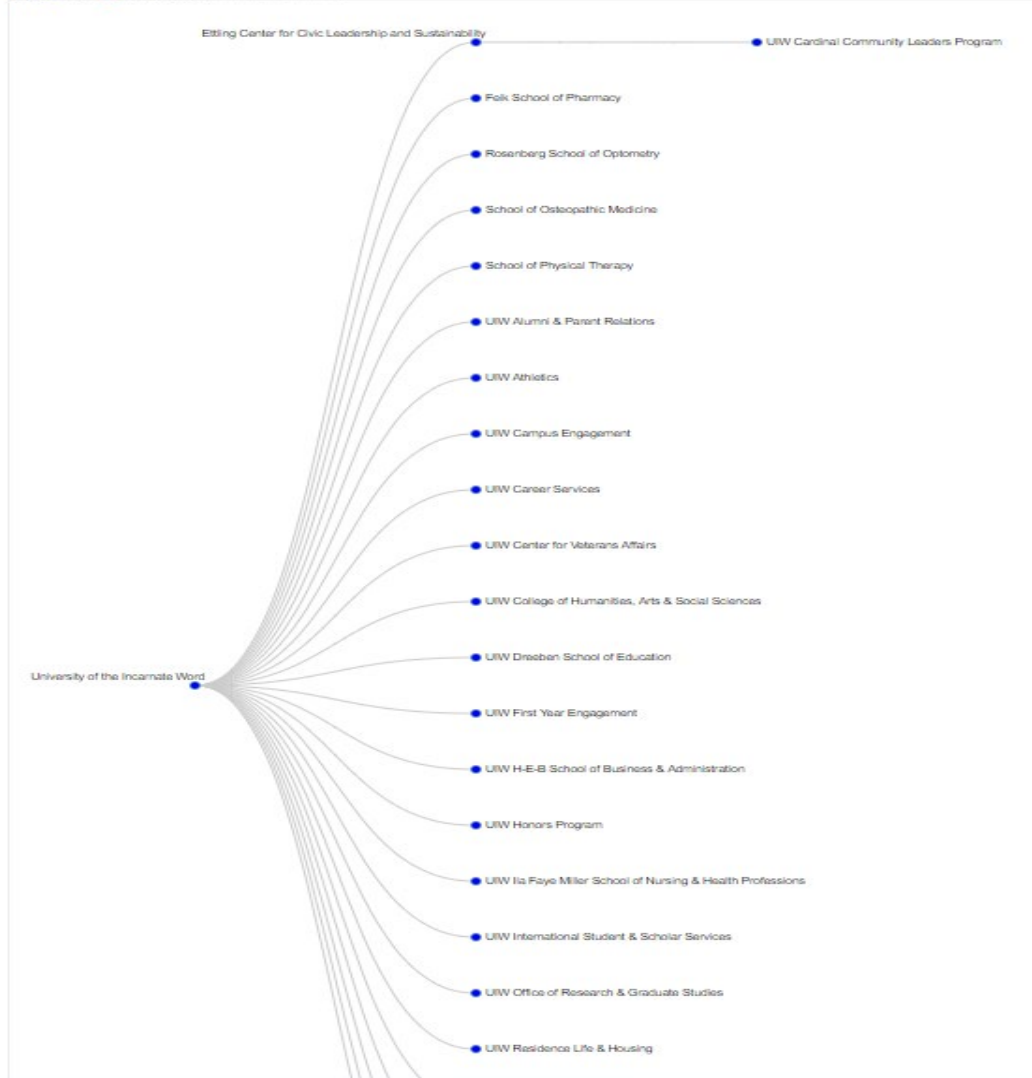 Ettling Center for Civic Leadership and Sustainability
UIW Cardinal Community Leaders Program
Feik School of Pharmacy
Rosenberg School of Optometry
School of Osteopathic Medicine
School of Physical Therapy
UIW Alumni & Parent Relations
UIW Athletics
UIW Campus Engagement
UIW Career Services
UIW Center for Veterans Affairs
UIW College of Humanities, Arts & Social Sciences
UIW Dreeben School of Education
University of the Incarnate Word
UIW First Year Engagement
UIW H-E-B School of Business & Administration
UIW Honors Program
UIW Ila Faye Miller School of Nursing & Health Professions
UIW International Student & Scholar Services
UIW Office of Research & Graduate Studies
UIW Residence Life & Housing